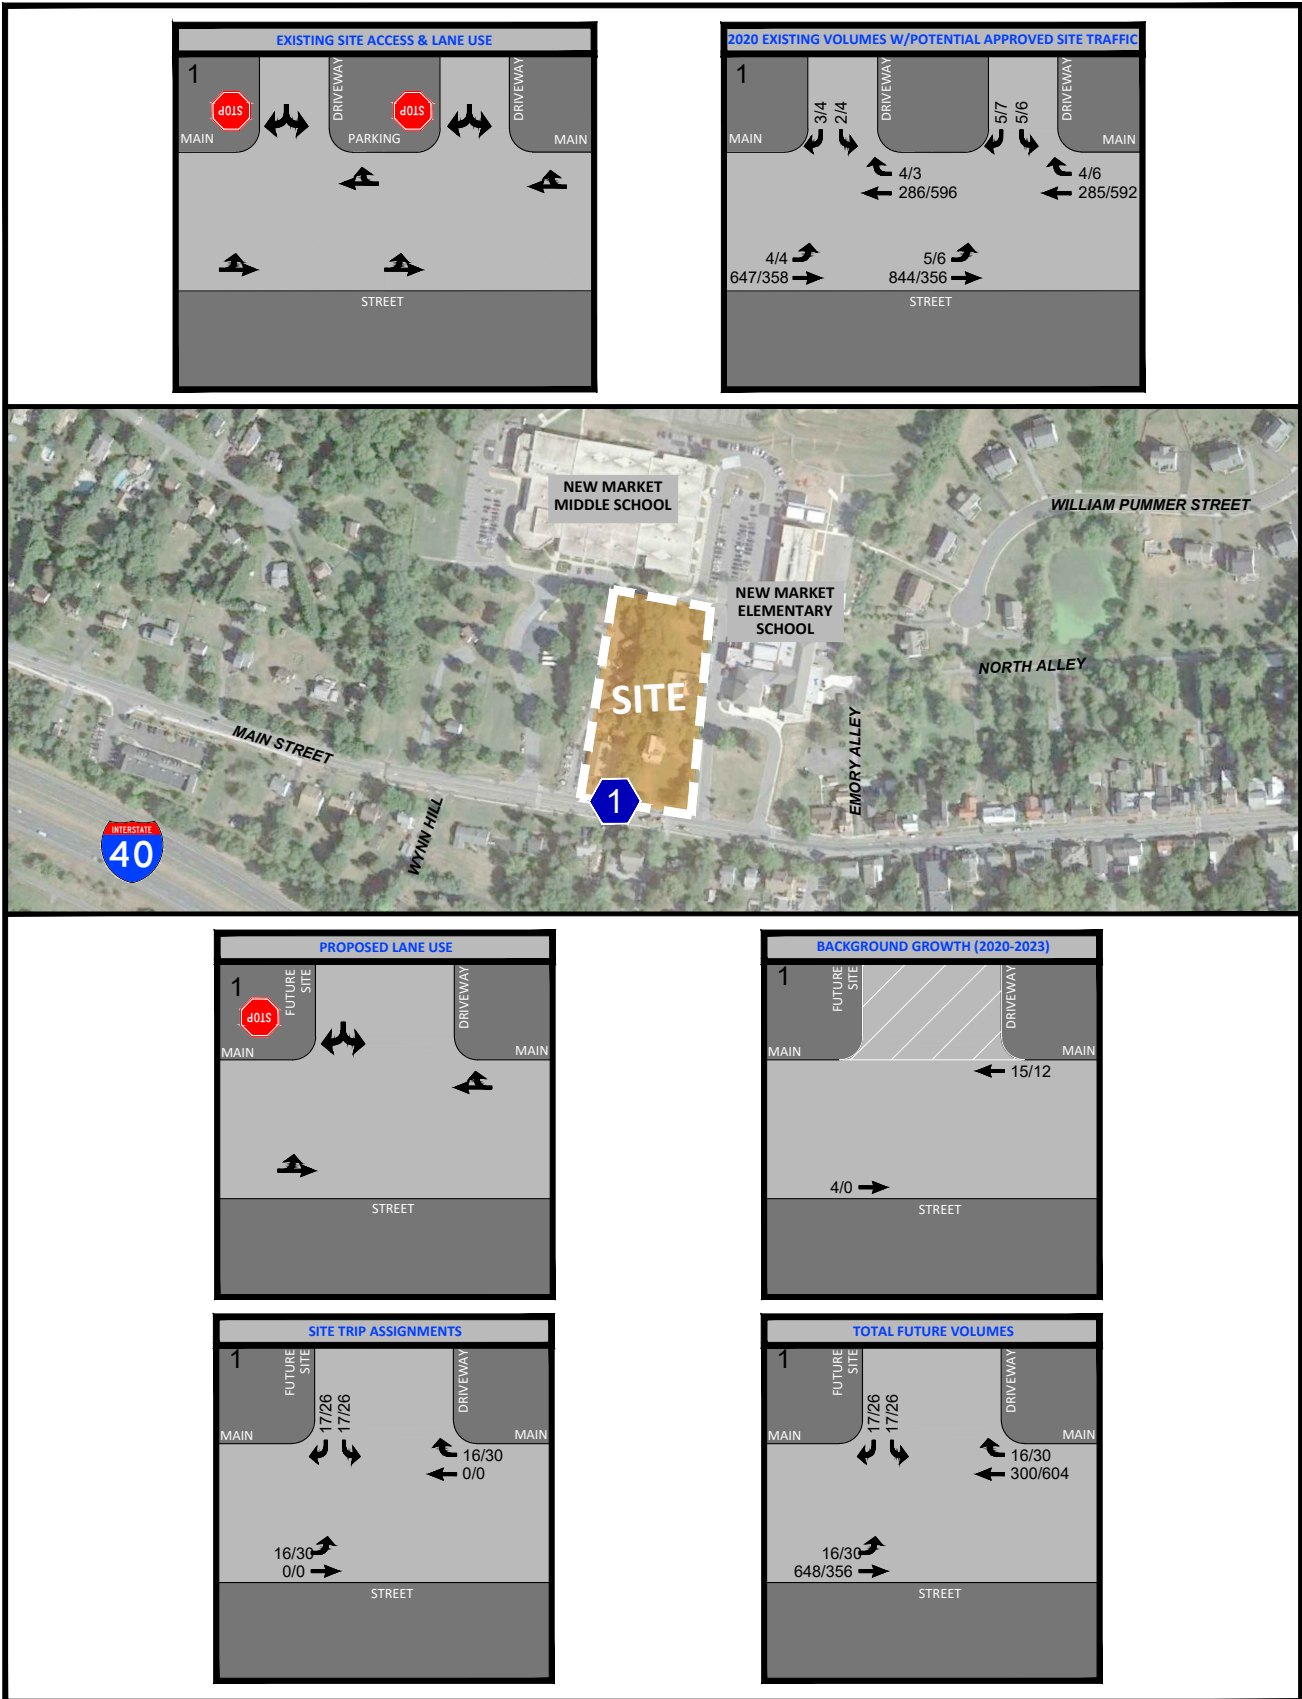 EXISTING SITE ACCESS & LANE USE
1
STOP
DRIVEWAY
STOP
DRIVEWAY
MAIN
PARKING
MAIN
STREET
2020 EXISTING VOLUMES W/POTENTIAL APPROVED SITE TRAFFIC
1
3/4
2/4
DRIVEWAY
5/7
5/6
DRIVEWAY
MAIN
MAIN
4/3
286/596
4/6
285/592
4/4
647/358
5/6
844/356
STREET
NEW MARKET
MIDDLE SCHOOL
WILLIAM PUMMER STREET
NEW MARKET
ELEMENTARY
SCHOOL
NORTH ALLEY
SITE
MAIN STREET
EMORY ALLEY
1
WYNN HILL
INTERSTATE
40
PROPOSED LANE USE
1
FUTURE
SITE
STOP
DRIVEWAY
MAIN
MAIN
STREET
BACKGROUND GROWTH (2020-2023)
1
FUTURE
SITE
DRIVEWAY
MAIN
MAIN
15/12
4/0
STREET
SITE TRIP ASSIGNMENTS
1
FUTURE
SITE
17/26
17/26
DRIVEWAY
MAIN
MAIN
16/30
0/0
16/30
0/0
STREET
TOTAL FUTURE VOLUMES
1
FUTURE
SITE
17/26
17/26
DRIVEWAY
MAIN
MAIN
16/30
300/604
16/30
648/356
STREET